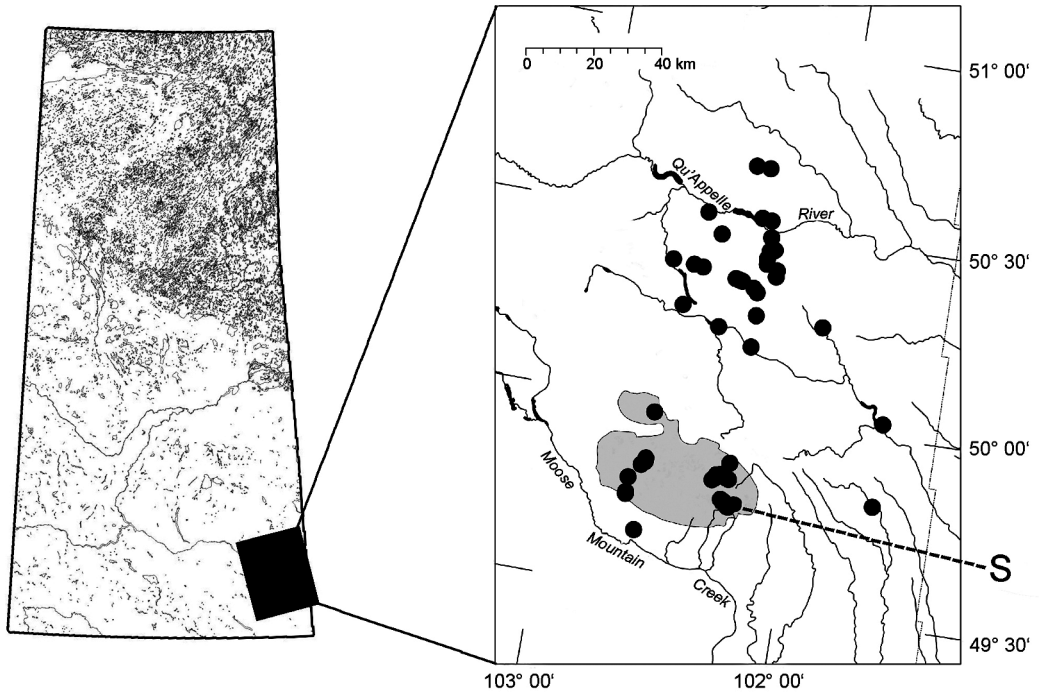 0 20 40 km
51° 00'
Qu'Appelle
River
50° 30'
50° 00'
Moose
Mountain
Creek
S
49° 30'
103° 00'
102° 00'